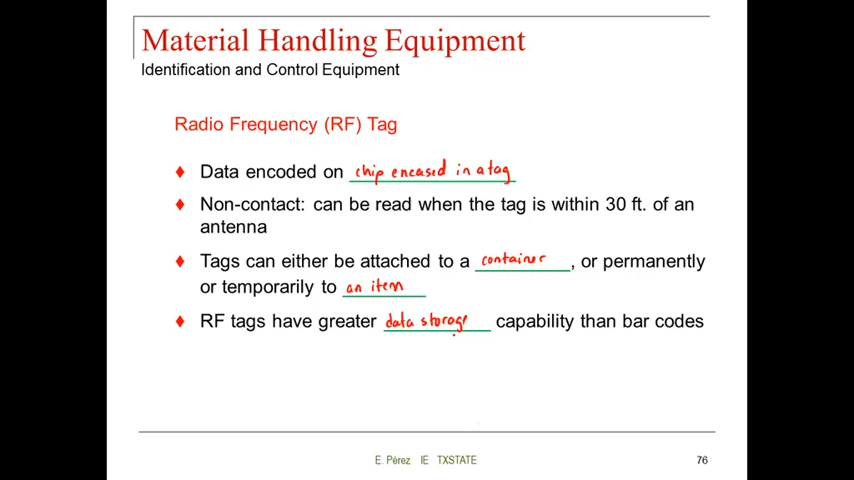 Material Handling Equipment
Identification and Control Equipment
Radio Frequency (RF) Tag
♦ Data encoded on chip encased in a tag
♦ Non-contact: can be read when the tag is within 30 ft. of an
antenna
♦ Tags can either be attached to a container, or permanently
or temporarily to an item
♦ RF tags have greater data storage capability than bar codes
E. Pérez IE TXSTATE
76